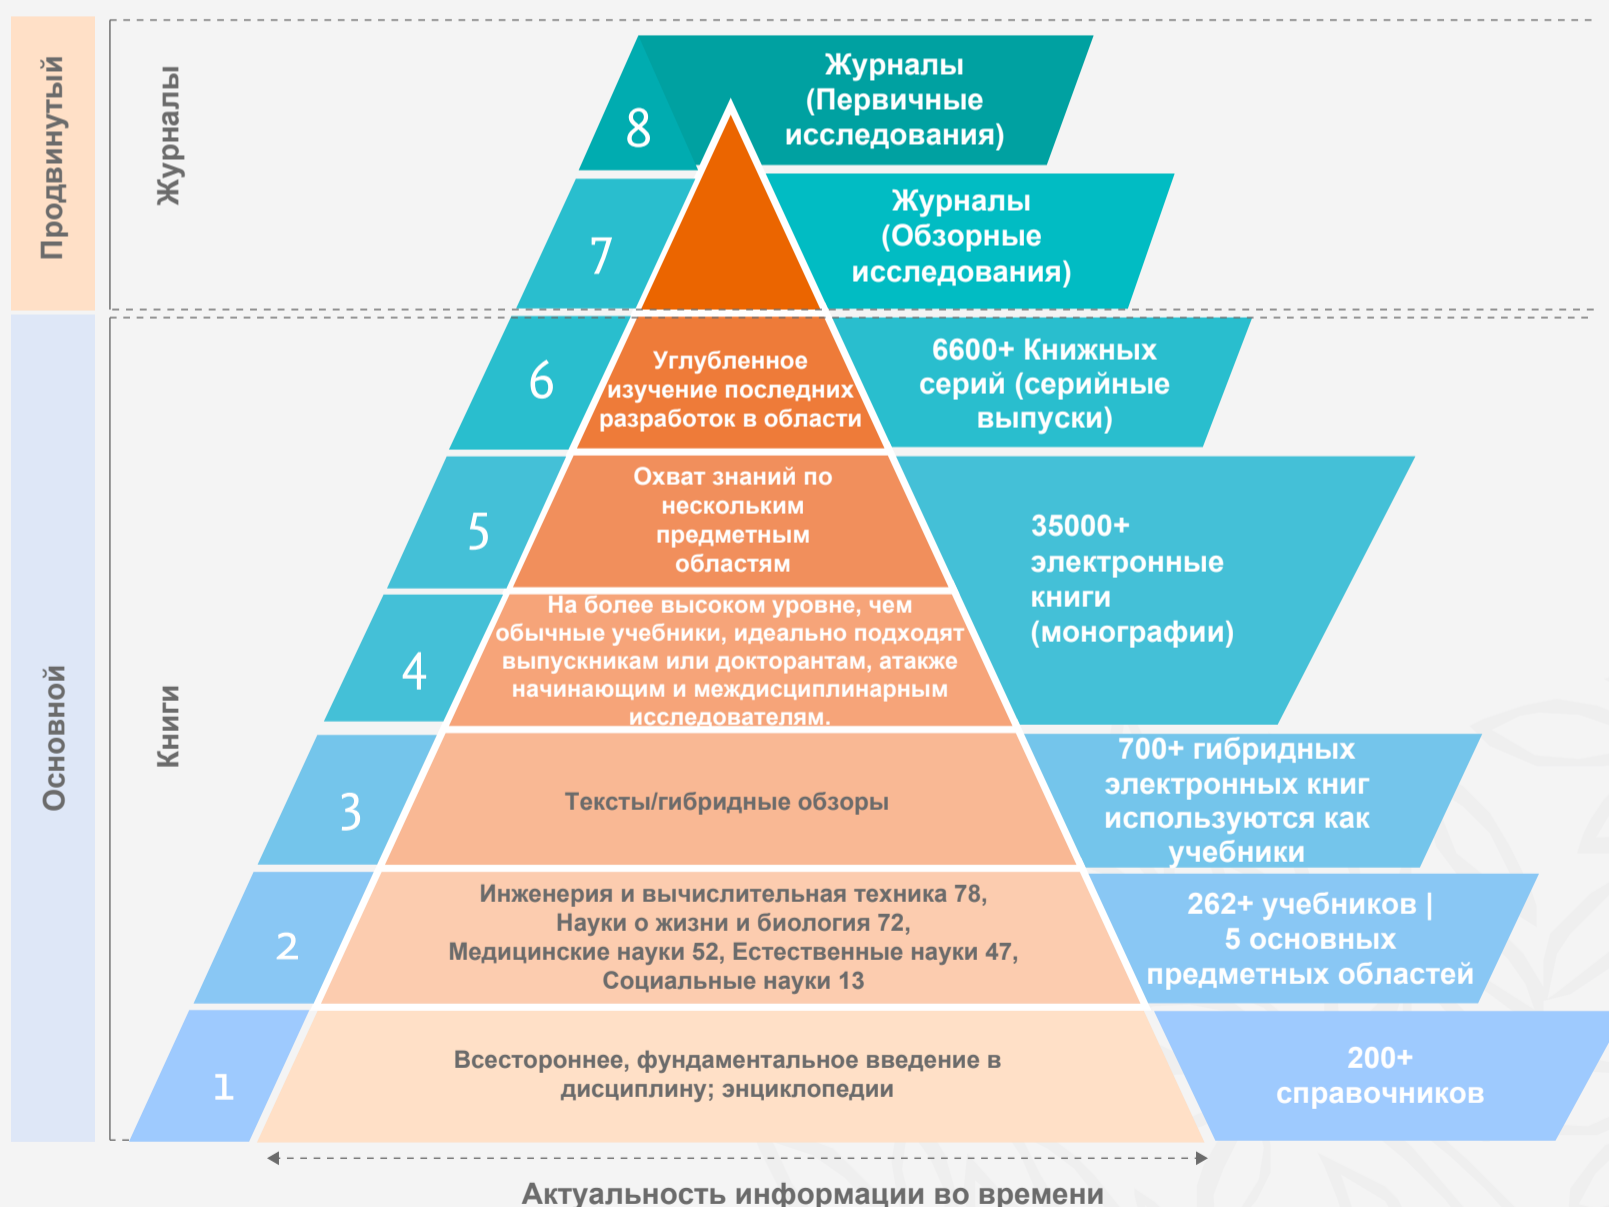 Продвинутый
Журналы
8
Журналы
(Первичные
исследования)
7
Журналы
(Обзорные
исследования)
Основной
Книги
6
Углубленное
изучение последних
разработок в области
6600+ Книжных
серий (серийные
выпуски)
5
Охват знаний по
нескольким
предметным
областям
35000+
электронные
книги
(монографии)
4
На более высоком уровне, чем
обычные учебники, идеально подходят
выпускникам или докторантам, атакже
начинающим и междисциплинарным
исследователям.
3
Тексты/гибридные обзоры
700+ гибридных
электронных книг
используются как
учебники
2
Инженерия и вычислительная техника 78,
Науки о жизни и биология 72,
Медицинские науки 52, Естественные науки 47,
Социальные науки 13
262+ учебников |
5 основных
предметных областей
1
Всестороннее, фундаментальное введение в
дисциплину; энциклопедии
200+
справочников
Актуальность информации во времени